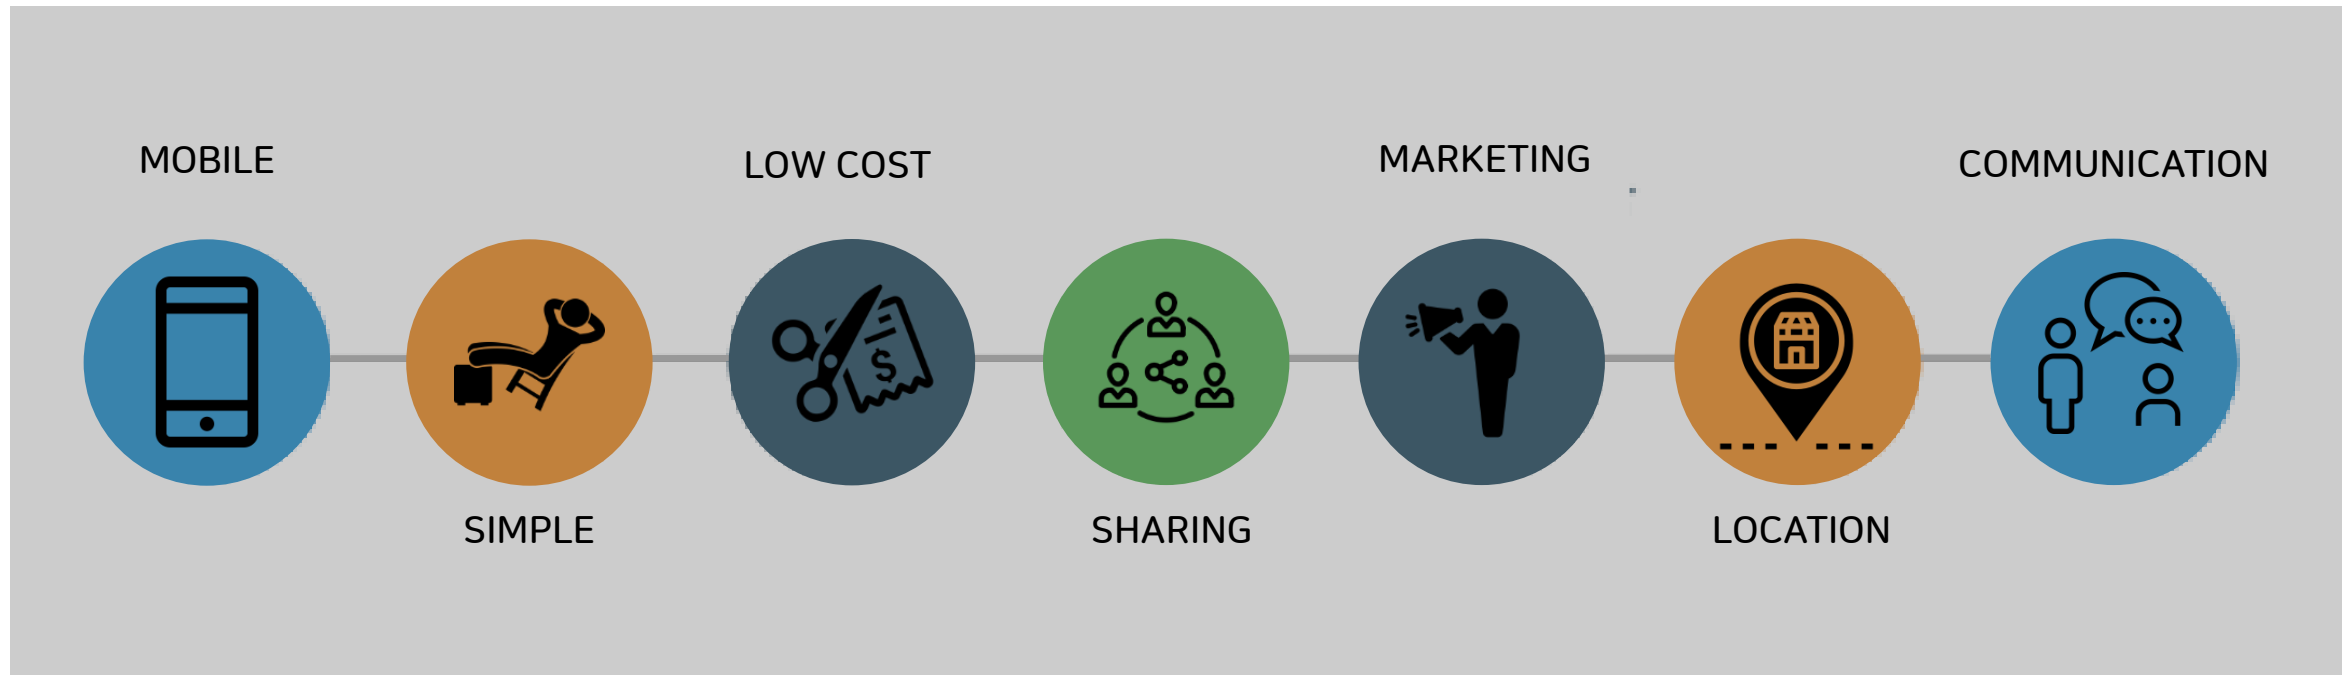 MOBILE
SIMPLE
LOW COST
$
SHARING
MARKETING
LOCATION
COMMUNICATION